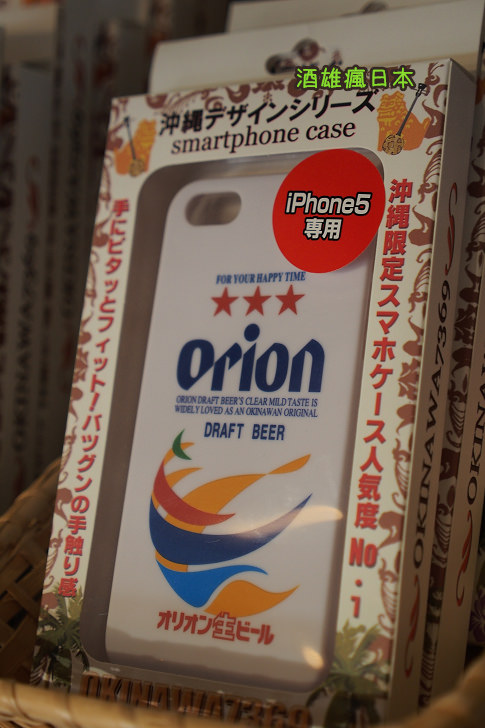 酒雄瘋日本
沖縄デザインシリーズ
smartphone case
iPhone5
専用
沖縄限定スマホケース人気度 NO.1
手にピタッとフィット!バツグンの手触り感
FOR YOUR HAPPY TIME
orion
ORION DRAFT BEER'S CLEAR MILD TASTE IS
WIDELY LOVED AS AN OKINAWAN ORIGINAL
DRAFT BEER
オリオン生ビール
OKINAWA7369
OKINAWA7369